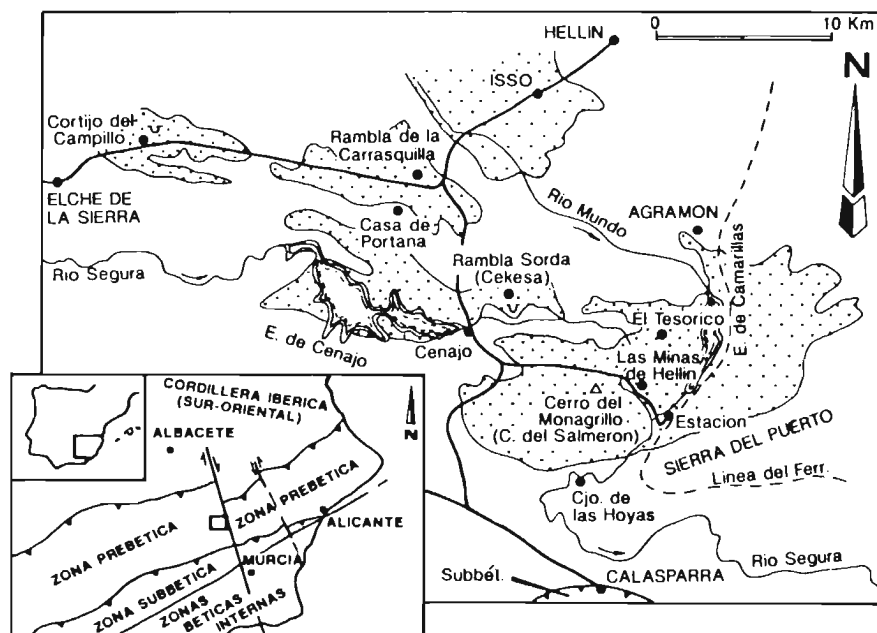 0 10 Km
HELLIN
ISSO
N
Cortijo del
Campillo
Rambla de la
Carrasquilla
ELCHE DE
LA SIERRA
Casa de
Portana
Rio Mundo
AGRAMON
Rio Segura
Rambla Sorda
(Cekesa)
E. de Camarillas
E. de Cenajo
Cenajo
El Tesorico
Las Minas
de Hellin
Cerro del
Monagrillo
(C. del Salmeron)
Estacion
SIERRA DEL PUERTO
Linea del Ferr.
Cjo. de
las Hoyas
Rio Segura
Subbét.
CALASPARRA
CORDILLERA IBERICA
(SUR-ORIENTAL)
N
ALBACETE
ZONA PREBETICA
ZONA PREBETICA
ALICANTE
ZONA SUBBETICA
MURCIA
ZONAS
BETICAS
INTERNAS